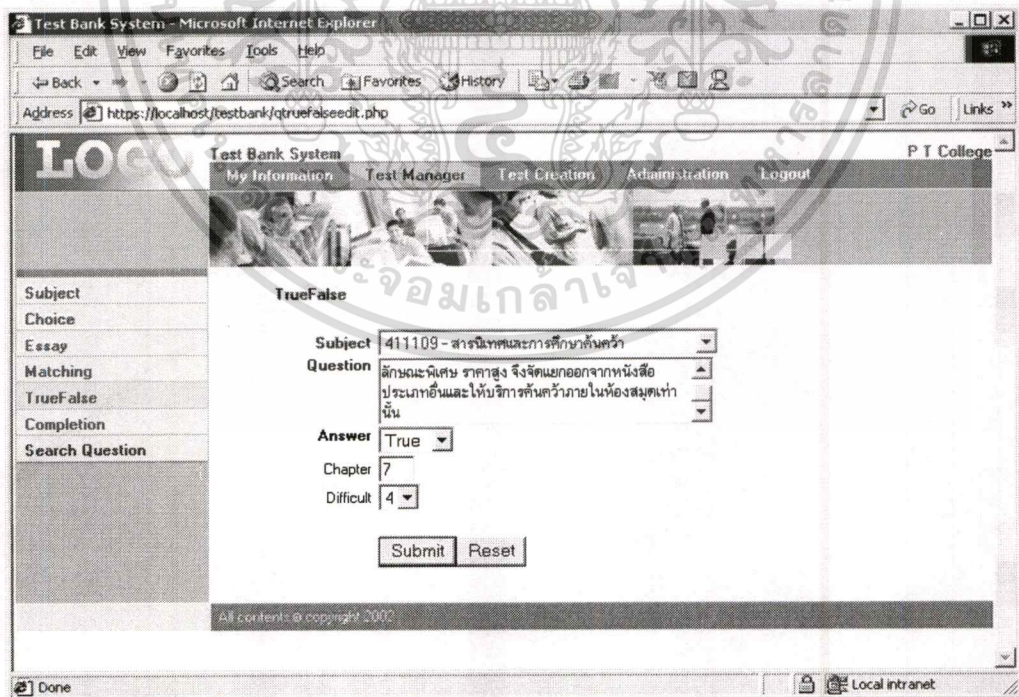 Test Bank System - Microsoft Internet Explorer
File Edit View Favorites Tools Help
Back Search Favorites History
Address https://localhost/testbank/qtruefalseedit.php Go Links »
LOGO
Test Bank System P T College
My Information Test Manager Test Creation Administration Logout
Subject
Choice
Essay
Matching
TrueFalse
Completion
Search Question
TrueFalse
Subject 411109 - สารนิเทศและการศึกษาค้นคว้า
Question ลักษณะพิเศษ ราคาสูง จึงจัดแยกออกจากหนังสือ
ประเภทอื่นและให้บริการค้นคว้าภายในห้องสมุดเท่า
นั้น
Answer True
Chapter 7
Difficult 4
Submit Reset
All contents © copyright 2002
Done Local intranet